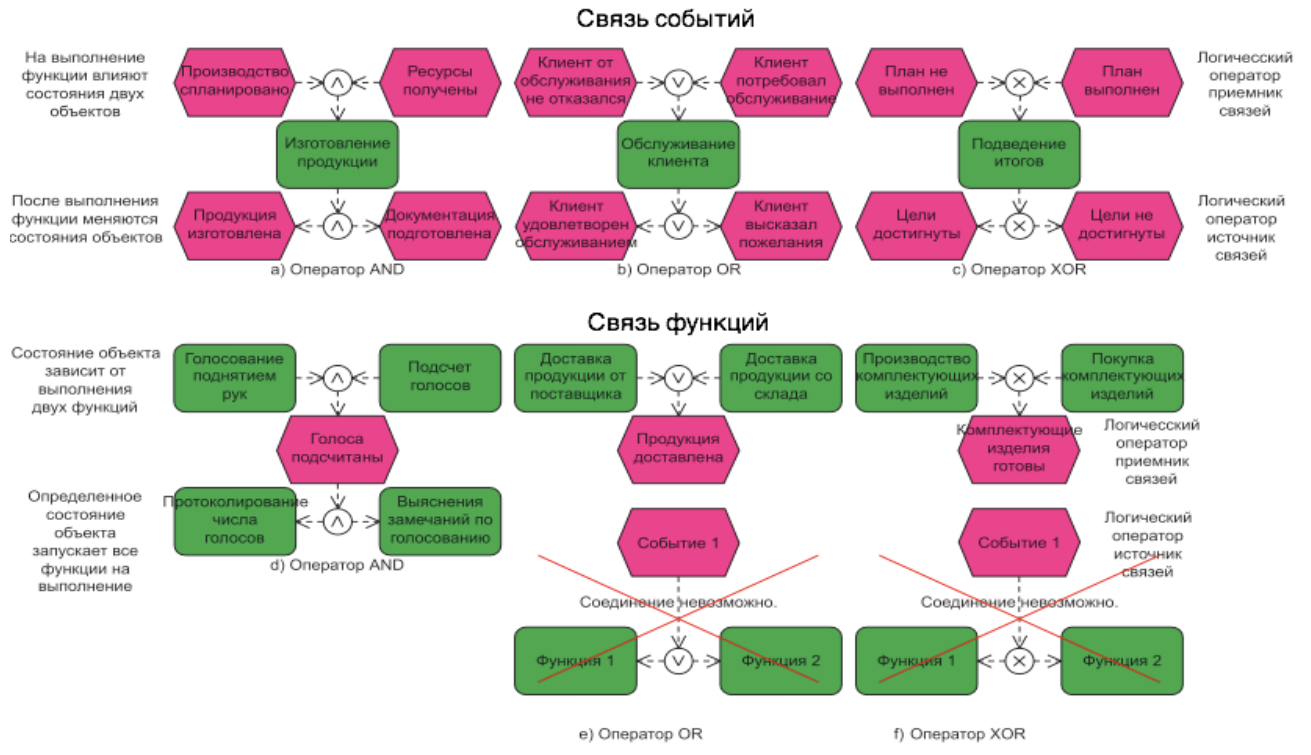 Связь событий
На выполнение
функции влияют
состояния двух
объектов
Производство
спланировано
Ресурсы
получены
Клиент от
обслуживания
не отказался
Клиент
потребовал
обслуживание
План не
выполнен
План
выполнен
Логичесский
оператор
приемник
связей
Изготовление
продукции
Обслуживание
клиента
Подведение
итогов
После выполнения
функции меняются
состояния объектов
Продукция
изготовлена
Документация
подготовлена
Клиент
удовлетворен
обслуживанием
Клиент
высказал
пожелания
Цели
достигнуты
Цели не
достигнуты
Логический
оператор
источник
связей
a) Оператор AND
b) Оператор OR
c) Оператор XOR
Связь функций
Состояние объекта
зависит от
выполнения
двух функций
Голосование
поднятием
рук
Подсчет
голосов
Доставка
продукции от
поставщика
Доставка
продукции со
склада
Производство
комплектующих
изделий
Покупка
комплектующих
изделий
Голоса
подсчитаны
Продукция
доставлена
Комплектующие
изделия
готовы
Логичесский
оператор
приемник
связей
Определенное
состояние
объекта
запускает все
функции на
выполнение
Протоколирование
числа
голосов
Выяснения
замечаний по
голосованию
d) Оператор AND
Событие 1
Событие 1
Логический
оператор
источник
связей
Соединение невозможно.
Соединение невозможно.
Функция 1
Функция 2
Функция 1
Функция 2
e) Оператор OR
f) Оператор XOR